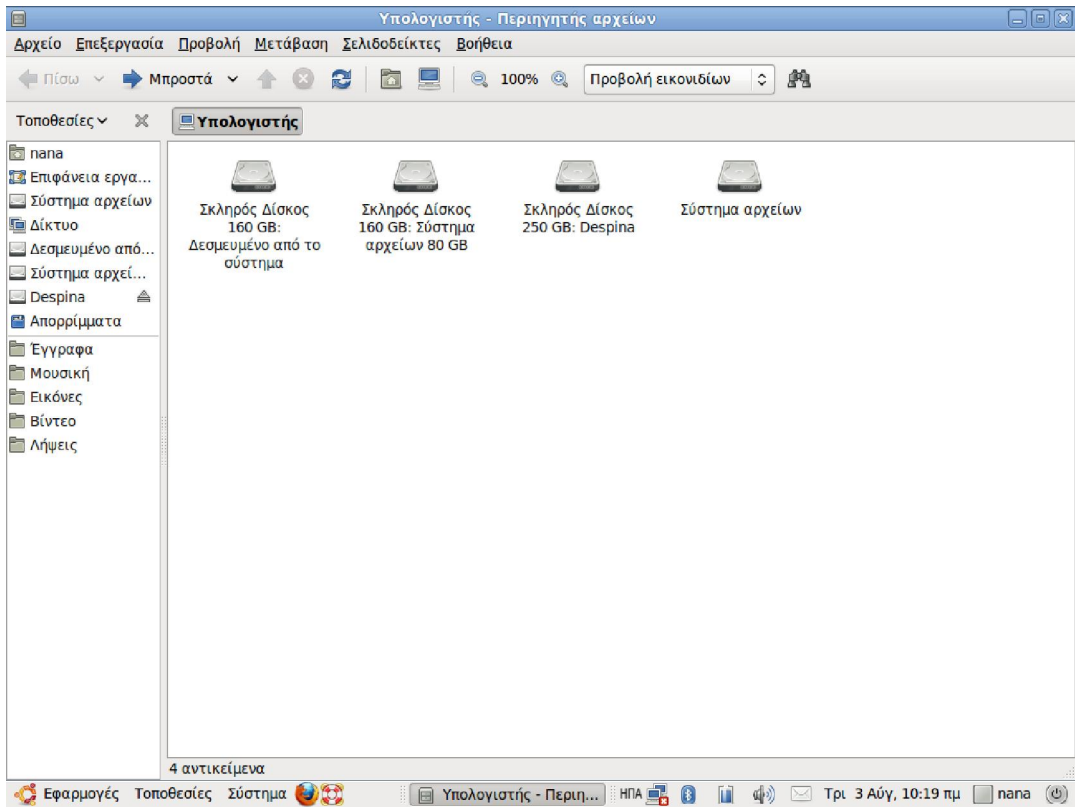 Υπολογιστής - Περιηγητής αρχείων
Αρχείο Επεξεργασία Προβολή Μετάβαση Σελιδοδείκτες Βοήθεια
Πίσω Μπροστά 100% Προβολή εικονιδίων
Τοποθεσίες Υπολογιστής
nana
Επιφάνεια εργα...
Σύστημα αρχείων
Δίκτυο
Δεσμευμένο από...
Σύστημα αρχεί...
Despina
Απορρίμματα
Έγγραφα
Μουσική
Εικόνες
Βίντεο
Λήψεις
Σκληρός Δίσκος
160 GB:
Δεσμευμένο από το
σύστημα
Σκληρός Δίσκος
160 GB: Σύστημα
αρχείων 80 GB
Σκληρός Δίσκος
250 GB: Despina
Σύστημα αρχείων
4 αντικείμενα
Εφαρμογές Τοποθεσίες Σύστημα Υπολογιστής - Περιη... ΗΠΑ Τρι 3 Αύγ, 10:19 πμ nana